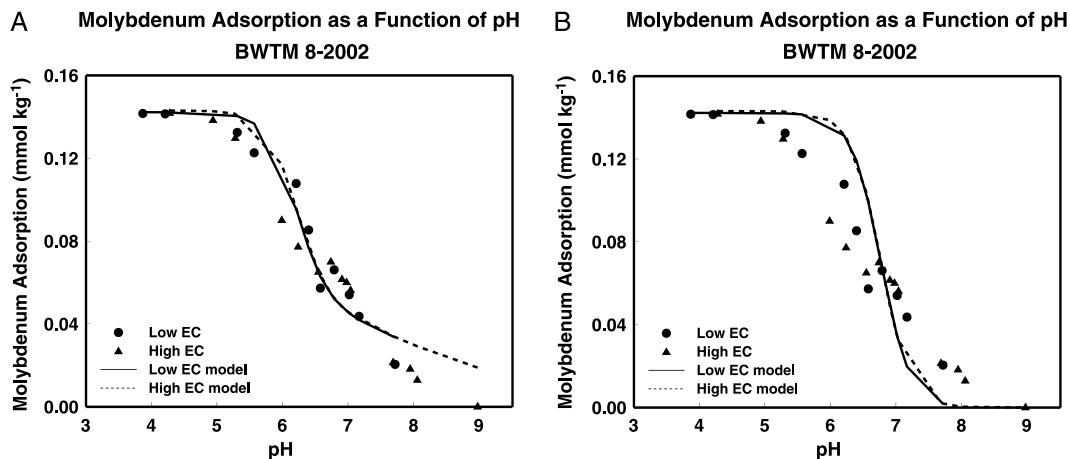 A
Molybdenum Adsorption as a Function of pH
BWTM 8-2002
Molybdenum Adsorption (mmol kg-1)
0.16
0.12
0.08
0.04
0.00
Low EC
High EC
Low EC model
High EC model
3 4 5 6 7 8 9
pH
B
Molybdenum Adsorption as a Function of pH
BWTM 8-2002
Molybdenum Adsorption (mmol kg-1)
0.16
0.12
0.08
0.04
0.00
Low EC
High EC
Low EC model
High EC model
3 4 5 6 7 8 9
pH